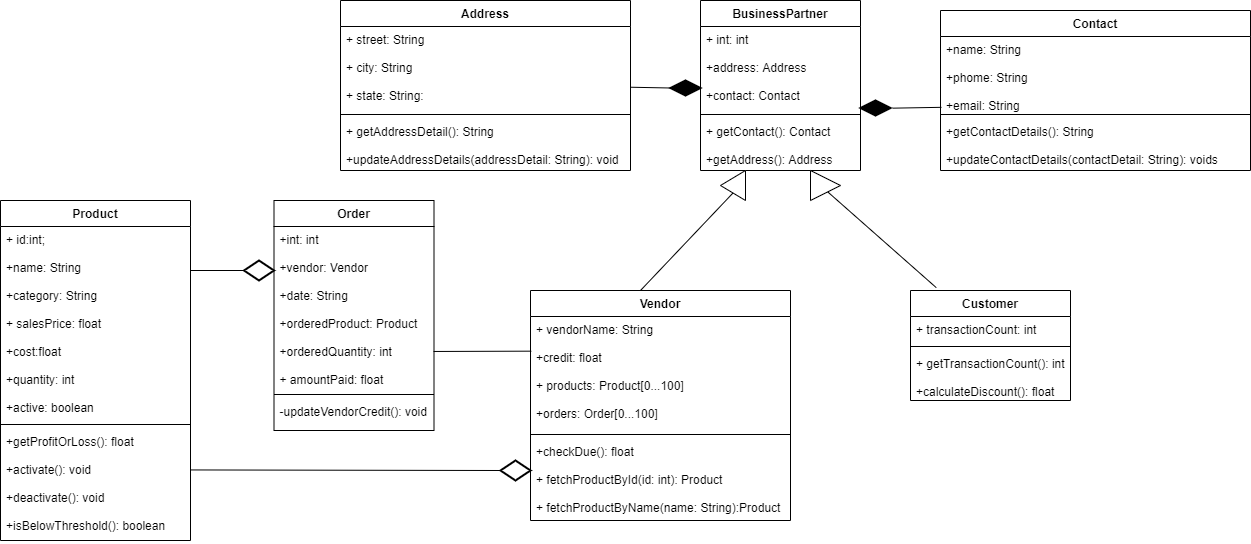 Address
+ street: String
+ city: String
+ state: String:
+ getAddressDetail(): String
+updateAddressDetails(addressDetail: String): void
BusinessPartner
+ int: int
+address: Address
+contact: Contact
+ getContact(): Contact
+getAddress(): Address
Contact
+name: String
+phome: String
+email: String
+getContactDetails(): String
+updateContactDetails(contactDetail: String): voids
Product
+ id:int;
+name: String
+category: String
+ salesPrice: float
+cost:float
+quantity: int
+active: boolean
+getProfitOrLoss(): float
+activate(): void
+deactivate(): void
+isBelowThreshold(): boolean
Order
+int: int
+vendor: Vendor
+date: String
+orderedProduct: Product
+orderedQuantity: int
+ amountPaid: float
-updateVendorCredit(): void
Vendor
+ vendorName: String
+credit: float
+ products: Product[0...100]
+orders: Order[0...100]
+checkDue(): float
+ fetchProductById(id: int): Product
+ fetchProductByName(name: String):Product
Customer
+ transactionCount: int
+ getTransactionCount(): int
+calculateDiscount(): float